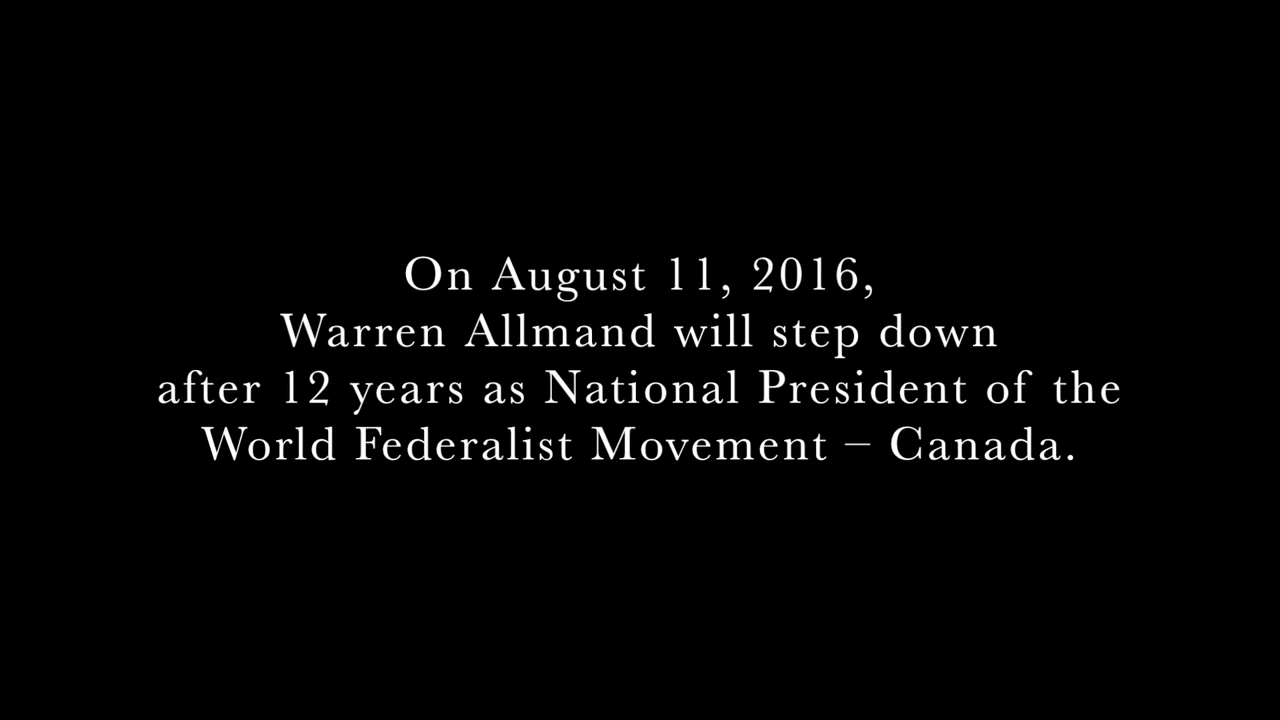 On August 11, 2016,
Warren Allmand will step down
after 12 years as National President of the
World Federalist Movement – Canada.